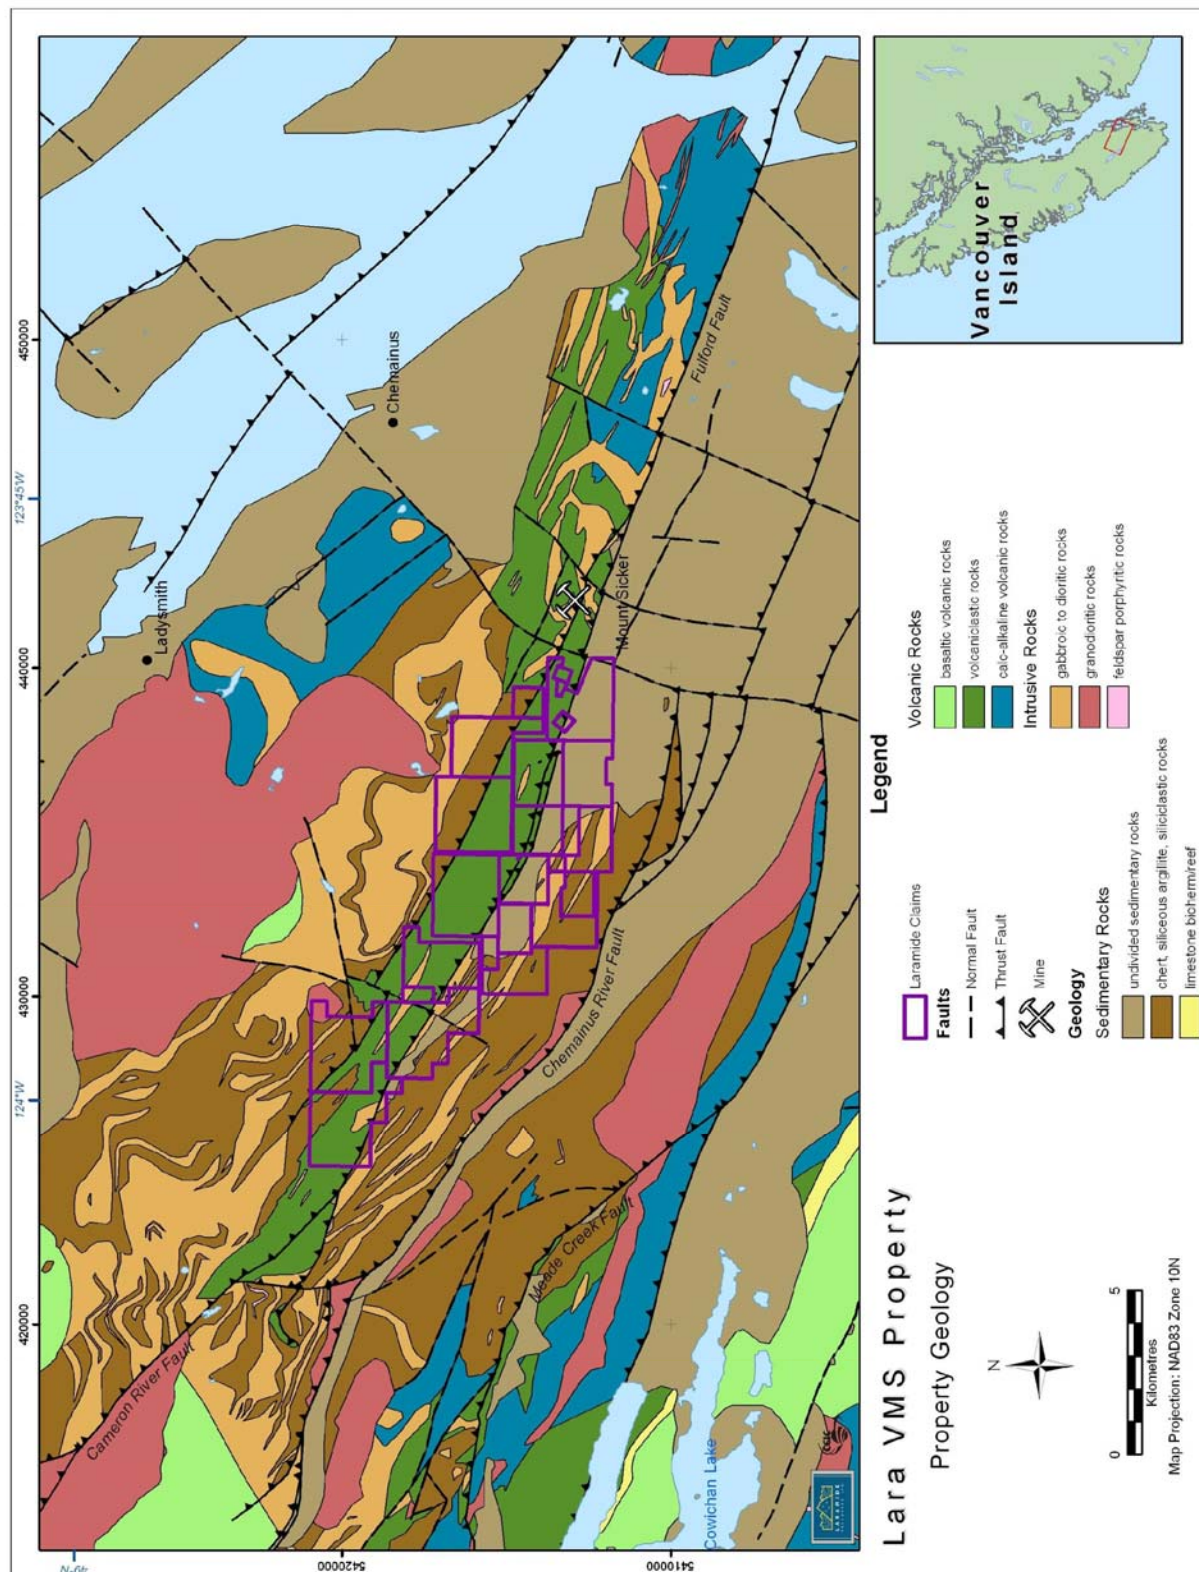 Lara VMS Property
Property Geology
N
0 5
Kilometres
Map Projection: NAD83 Zone 10N
Legend
Laramide Claims
Faults
Normal Fault
Thrust Fault
Mine
Geology
Sedimentary Rocks
undivided sedimentary rocks
chert, siliceous argillite, siliciclastic rocks
limestone bioherm/reef
Volcanic Rocks
basaltic volcanic rocks
volcaniclastic rocks
calc-alkaline volcanic rocks
Intrusive Rocks
gabbroic to dioritic rocks
granodioritic rocks
feldspar porphyritic rocks
Vancouver
Island
124°W
123°45'W
420000
430000
440000
450000
5420000
5410000
Ladysmith
Chemainus
Mount Sicker
Cameron River Fault
Chemainus River Fault
Meade Creek Fault
Fulford Fault
Cowichan Lake
LARAMIDE